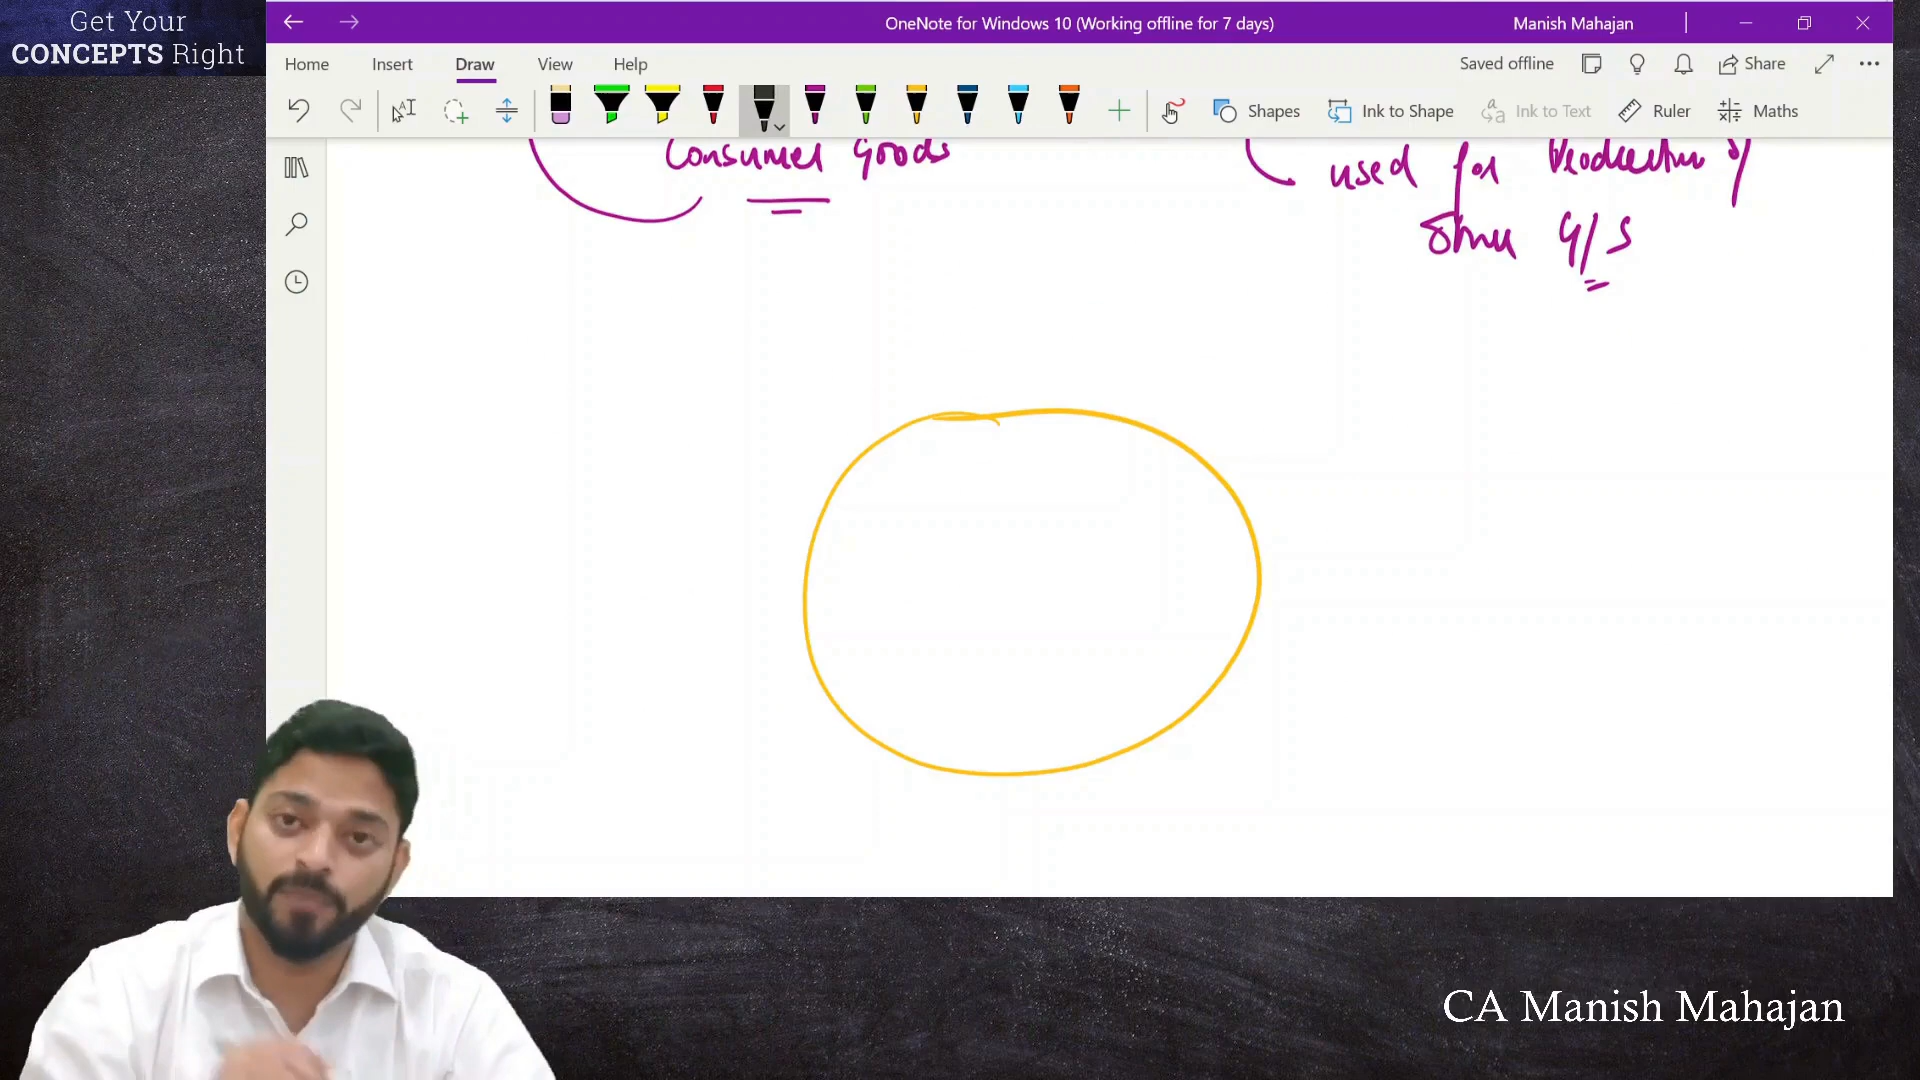 Get Your
CONCEPTS Right
OneNote for Windows 10 (Working offline for 7 days)
Manish Mahajan
Home Insert Draw View Help
Saved offline
Share
Shapes
Ink to Shape
Ink to Text
Ruler
Maths
Consumer Goods
used for Production of
G/S
CA Manish Mahajan